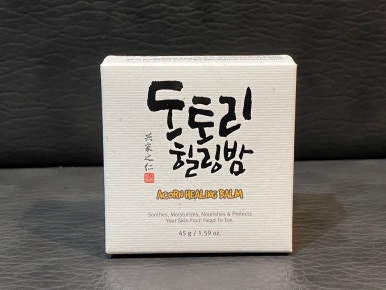 도토리
힐링밤
兴家之仁
ACORN HEALING BALM
Soothes, Moisturizes, Nourishes & Protects
Your Skin From Head To Toe.
45 g / 1.59 oz.